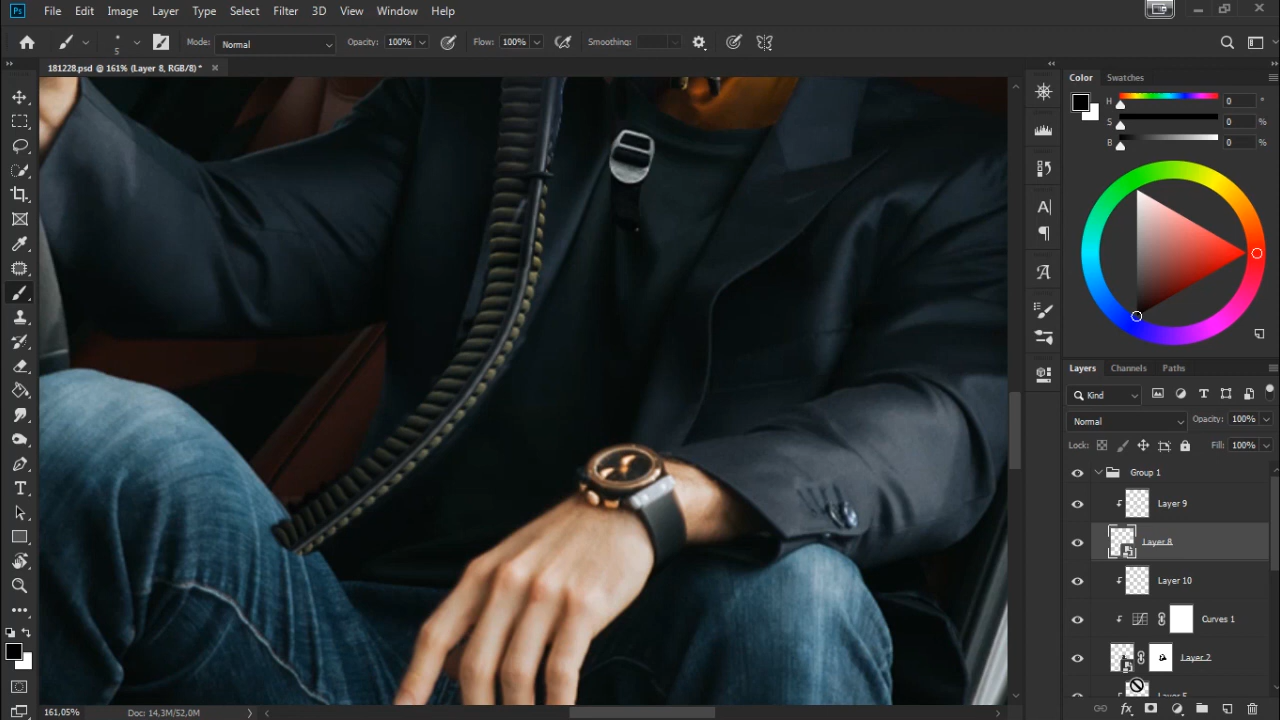 Ps File Edit Image Layer Type Select Filter 3D View Window Help
5 Mode: Normal Opacity: 100% Flow: 100% Smoothing:
181228.psd @ 161% (Layer 8, RGB/8) *
Color Swatches
H 0 °
S 0 %
B 0 %
Layers Channels Paths
Kind
Normal Opacity: 100%
Lock: Fill: 100%
Group 1
Layer 9
Layer 8
Layer 10
Curves 1
Layer 2
161,05% Doc: 14,3M/52,0M